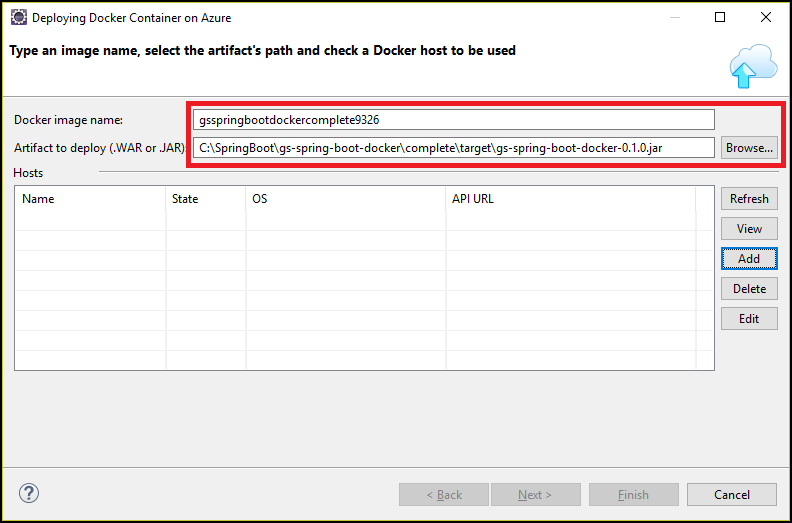 Deploying Docker Container on Azure
Type an image name, select the artifact's path and check a Docker host to be used
Docker image name: gsspringbootdockercomplete9326
Artifact to deploy (.WAR or .JAR): C:\SpringBoot\gs-spring-boot-docker\complete\target\gs-spring-boot-docker-0.1.0.jar Browse...
Hosts
Name State OS API URL Refresh
View
Add
Delete
Edit
? < Back Next > Finish Cancel